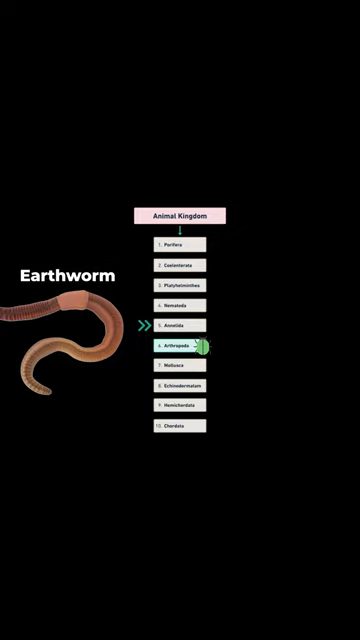 Animal Kingdom
1. Porifera
2. Coelenterata
Earthworm
3. Platyhelminthes
4. Nematoda
5. Annelida
6. Arthropoda
7. Mollusca
8. Echinodermatam
9. Hemichordata
10. Chordata